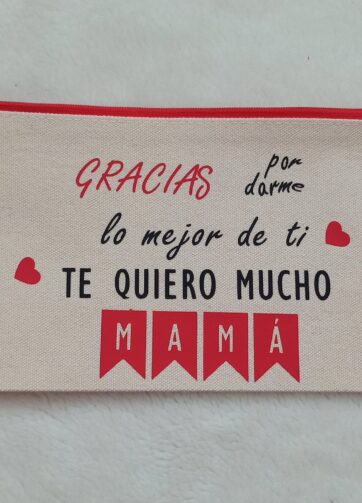 GRACIAS por darme
lo mejor de ti
TE QUIERO MUCHO
MAMÁ